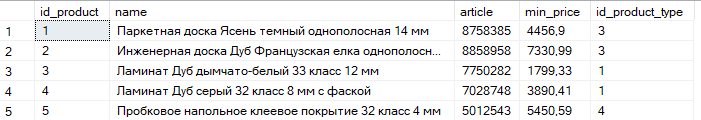 id_product name article min_price id_product_type
1 1 Паркетная доска Ясень темный однополосная 14 мм 8758385 4456,9 3
2 2 Инженерная доска Дуб Французская елка однополосн... 8858958 7330,99 3
3 3 Ламинат Дуб дымчато-белый 33 класс 12 мм 7750282 1799,33 1
4 4 Ламинат Дуб серый 32 класс 8 мм с фаской 7028748 3890,41 1
5 5 Пробковое напольное клеевое покрытие 32 класс 4 мм 5012543 5450,59 4